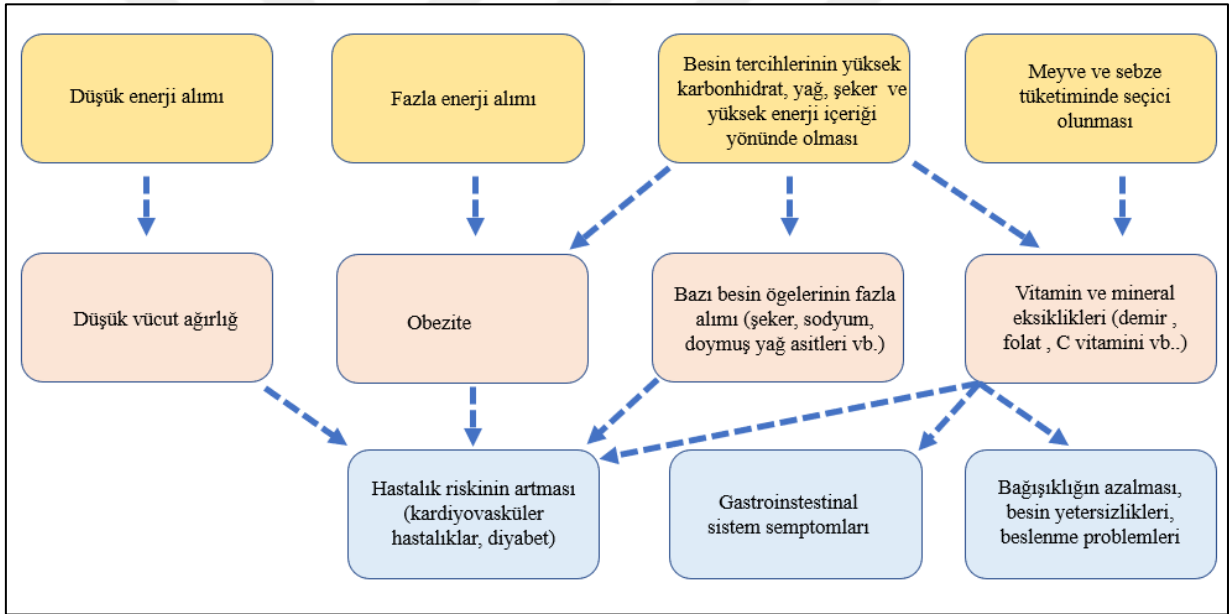 Düşük enerji alımı
Fazla enerji alımı
Besin tercihlerinin yüksek
karbonhidrat, yağ, şeker ve
yüksek enerji içeriği
yönünde olması
Meyve ve sebze
tüketiminde seçici
olunması
Düşük vücut ağırlığ
Obezite
Bazı besin ögelerinin fazla
alımı (şeker, sodyum,
doymuş yağ asitleri vb.)
Vitamin ve mineral
eksiklikleri (demir ,
folat , C vitamini vb..)
Hastalık riskinin artması
(kardiyovasküler
hastalıklar, diyabet)
Gastroinstestinal
sistem semptomları
Bağışıklığın azalması,
besin yetersizlikleri,
beslenme problemleri